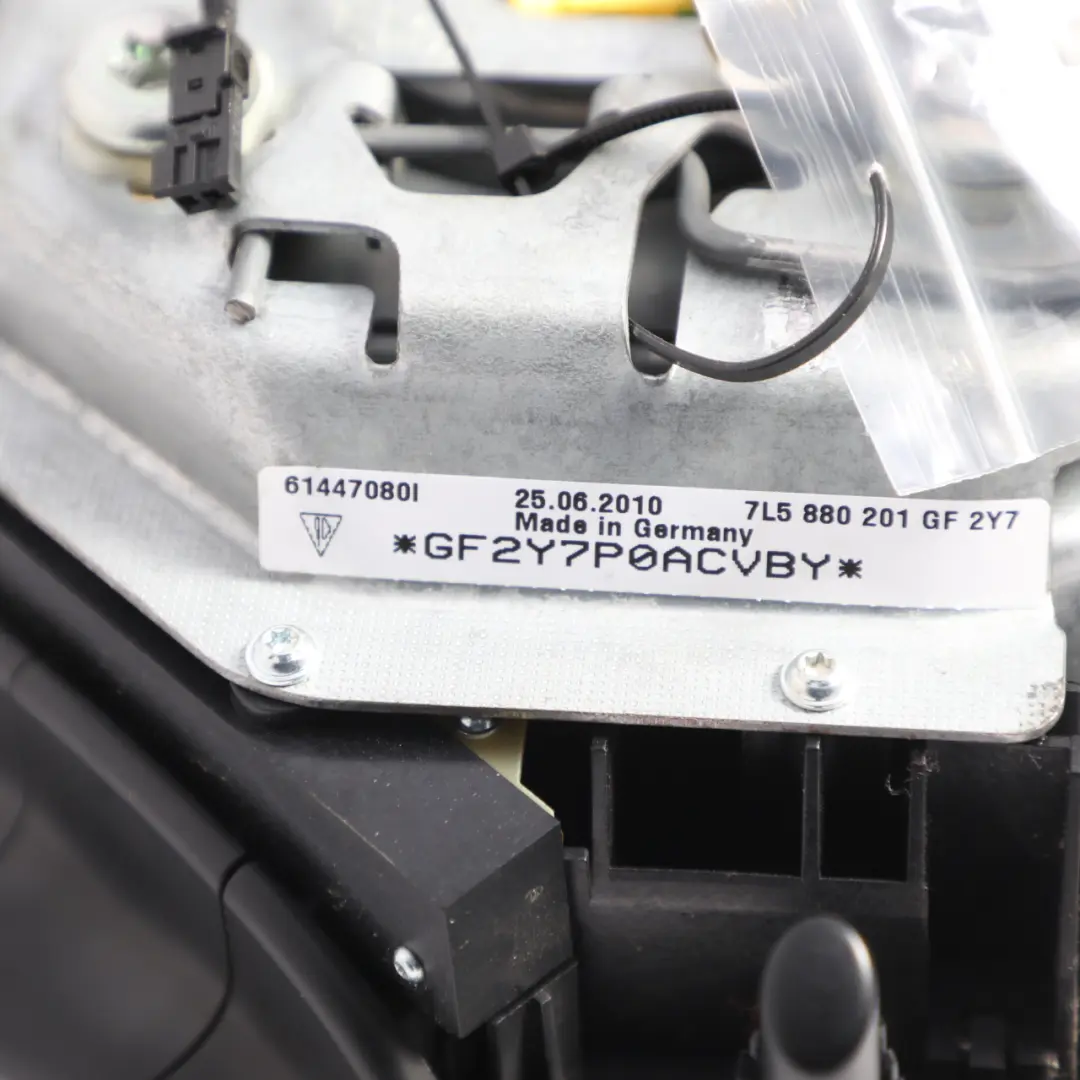 61447080I 25.06.2010 7L5 880 201 GF 2Y7
Made in Germany
*GF2Y7P0ACVBY*